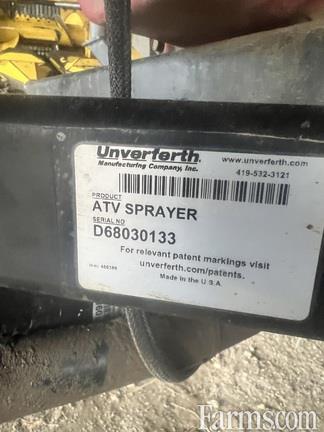 Unverferth
Manufacturing Company, Inc.
www.unverferth.com
419-532-3121
PRODUCT
ATV SPRAYER
SERIAL NO
D68030133
For relevant patent markings visit
unverferth.com/patents.
Made in the U.S.A.
Farms.com